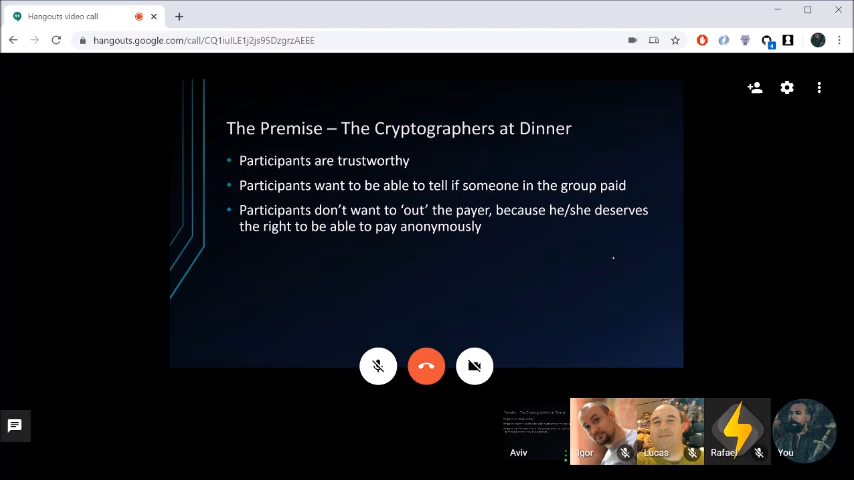 Hangouts video call
hangouts.google.com/call/CQ1iuILE1j2js95DzgrzAEEE
4
The Premise – The Cryptographers at Dinner
• Participants are trustworthy
• Participants want to be able to tell if someone in the group paid
• Participants don't want to 'out' the payer, because he/she deserves
the right to be able to pay anonymously
Aviv
Igor
Lucas
Rafael
You